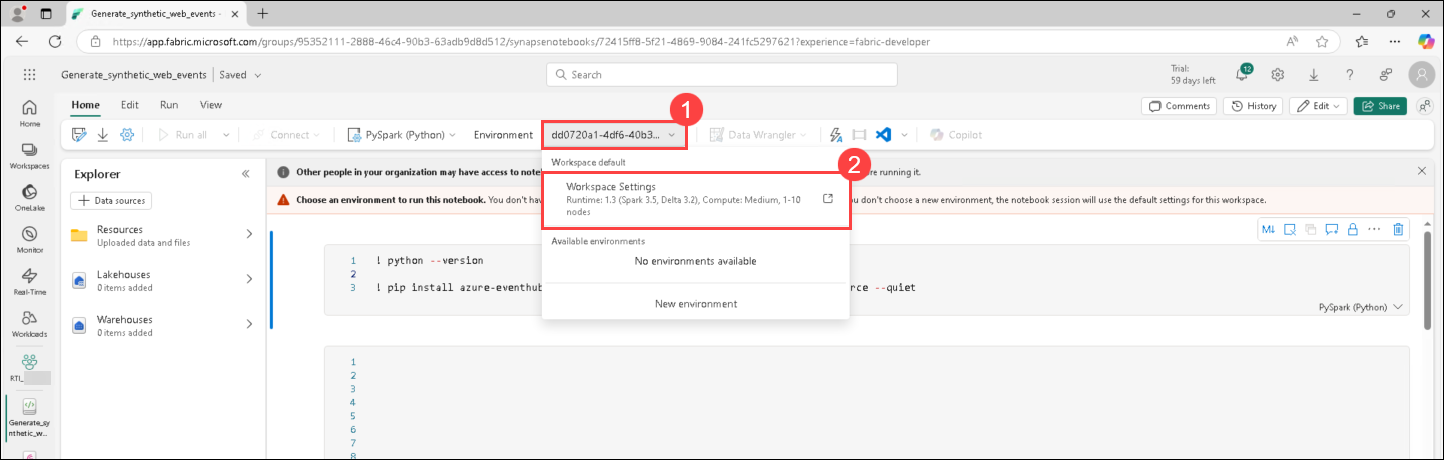 Generate_synthetic_web_events -
https://app.fabric.microsoft.com/groups/95352111-2888-46c4-90b3-63adb9d8d512/synapsenotebooks/72415ff8-5f21-4869-9084-241fc5297621?experience=fabric-developer
Generate_synthetic_web_events | Saved
Search
Trial:
59 days left
12
Home Edit Run View
1
Comments History Edit Share
Run all Connect PySpark (Python) Environment dd0720a1-4df6-40b3... Data Wrangler Copilot
Home
Workspaces
OneLake
Monitor
Real-Time
Workloads
RTI_
Generate_sy
nthetic_w...
Explorer
Data sources
Resources
Uploaded data and files
Lakehouses
0 items added
Warehouses
0 items added
Other people in your organization may have access to note re running it.
Choose an environment to run this notebook. You don't hav ou don't choose a new environment, the notebook session will use the default settings for this workspace.
Workspace default
2
Workspace Settings
Runtime: 1.3 (Spark 3.5, Delta 3.2), Compute: Medium, 1-10
nodes
Available environments
No environments available
New environment
M↓
1 ! python --version
2
3 ! pip install azure-eventhub rce --quiet
PySpark (Python)
1
2
3
4
5
6
7
8